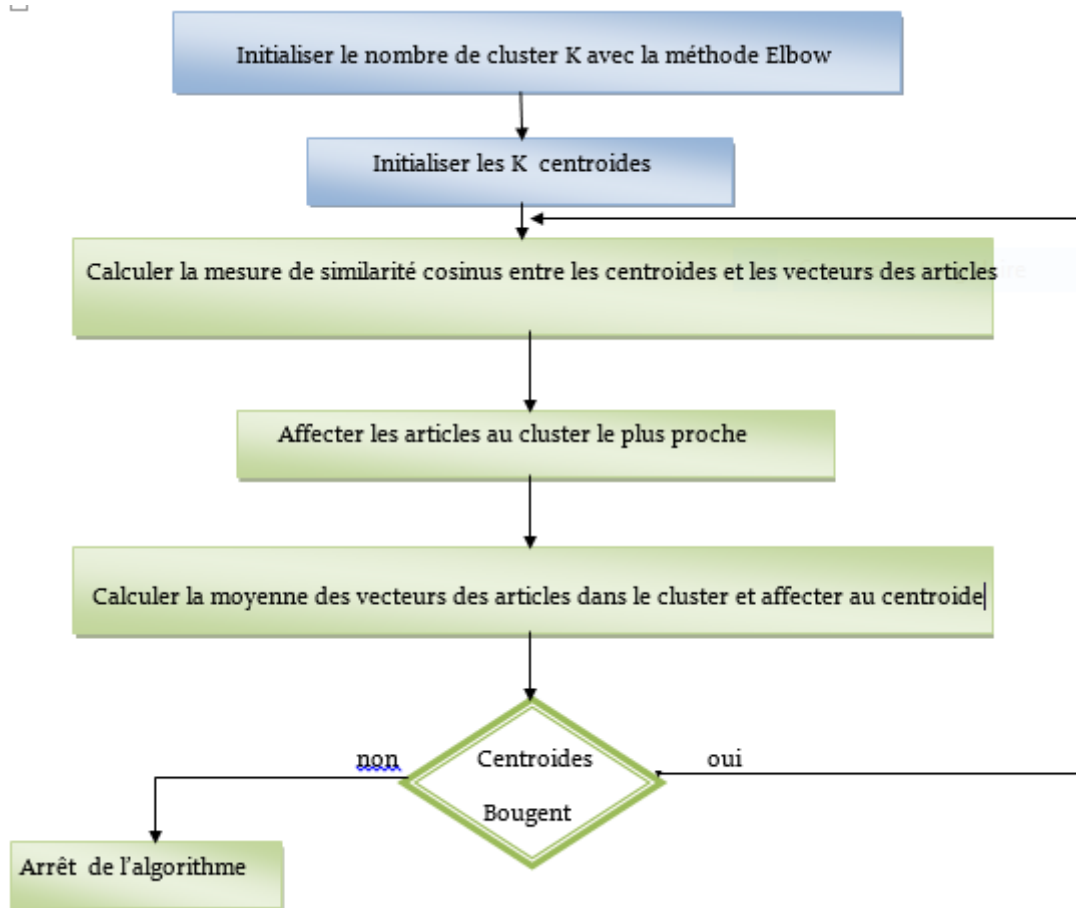 Initialiser le nombre de cluster K avec la méthode Elbow
Initialiser les K centroides
Calculer la mesure de similarité cosinus entre les centroides et les vecteurs des articles
Affecter les articles au cluster le plus proche
Calculer la moyenne des vecteurs des articles dans le cluster et affecter au centroide
non
Centroides
oui
Bougent
Arrêt de l'algorithme